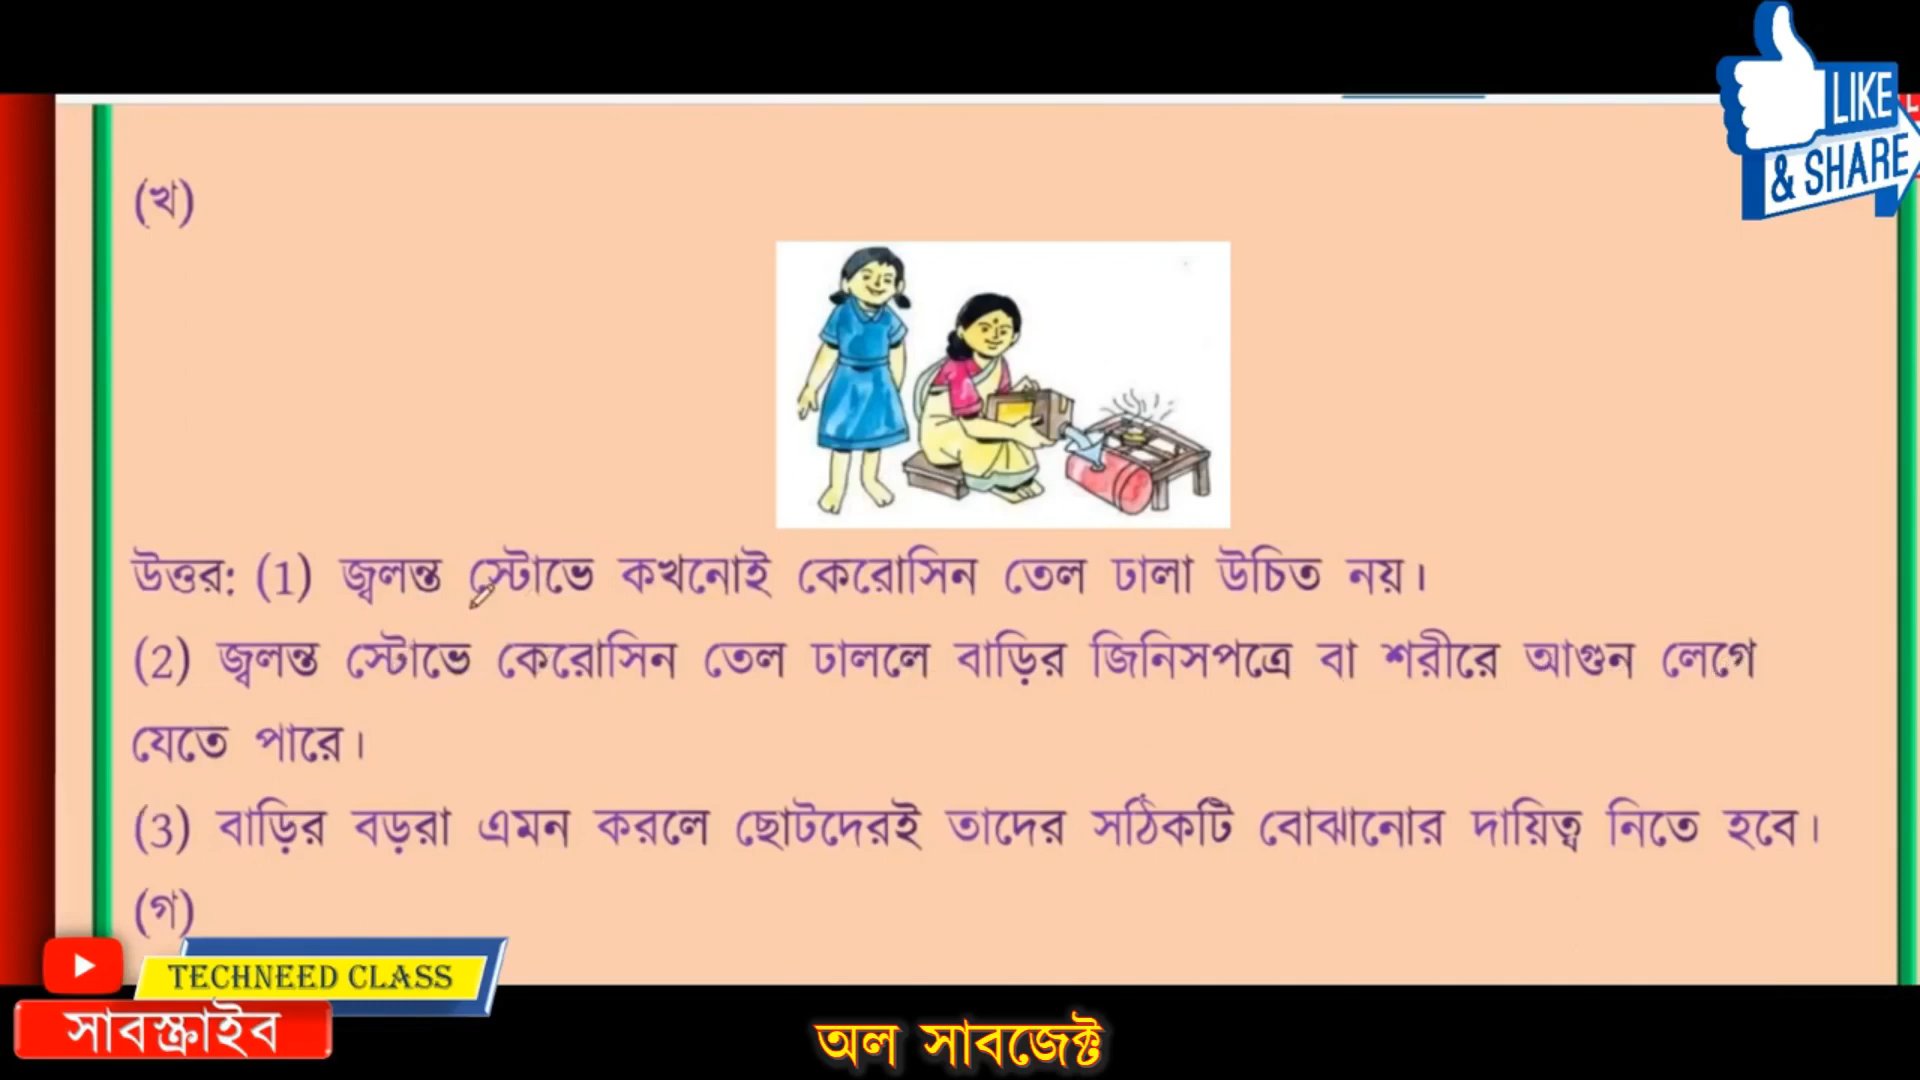 LIKE
& SHARE
(খ)
উত্তর: (1) জ্বলন্ত স্টোভে কখনোই কেরোসিন তেল ঢালা উচিত নয়।
(2) জ্বলন্ত স্টোভে কেরোসিন তেল ঢাললে বাড়ির জিনিসপত্রে বা শরীরে আগুন লেগে
যেতে পারে।
(3) বাড়ির বড়রা এমন করলে ছোটদেরই তাদের সঠিকটি বোঝানোর দায়িত্ব নিতে হবে।
(গ)
TECHNEED CLASS
সাবস্ক্রাইব
অল সাবজেক্ট